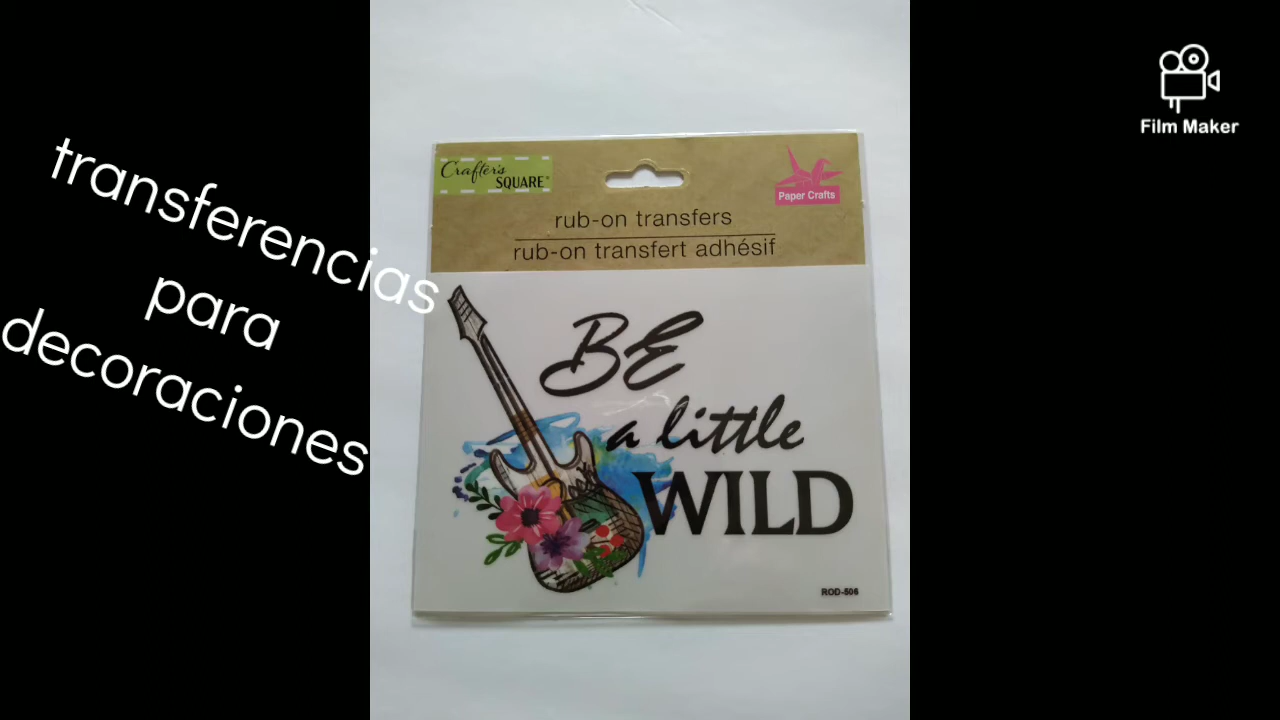 transferencias
para
decoraciones
Film Maker
Crafter's
SQUARE®
Paper Crafts
rub-on transfers
rub-on transfert adhésif
BE
a little
WILD
ROD-506